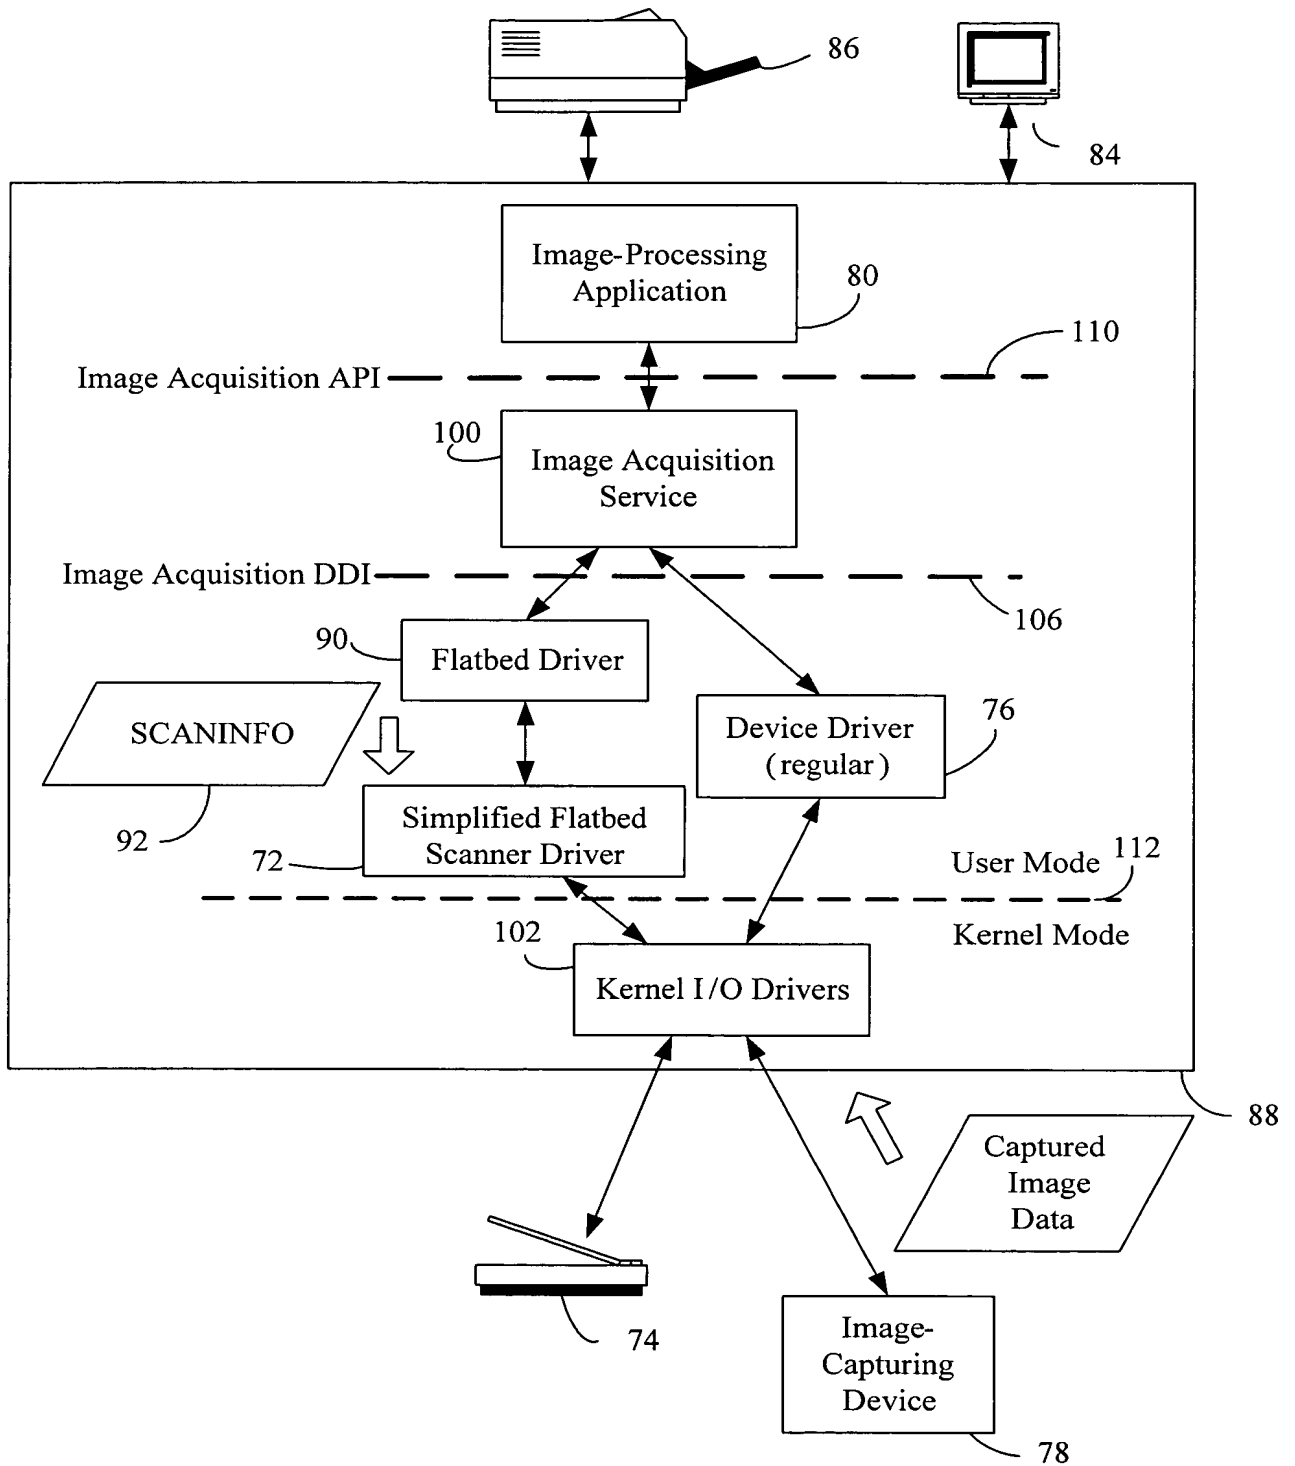 86
84
Image-Processing
Application
80
110
Image Acquisition API
100
Image Acquisition
Service
Image Acquisition DDI
106
90
Flatbed Driver
SCANINFO
76
Device Driver
(regular)
92
72
Simplified Flatbed
Scanner Driver
User Mode
112
102
Kernel Mode
Kernel I/O Drivers
88
Captured
Image
Data
74
Image-
Capturing
Device
78